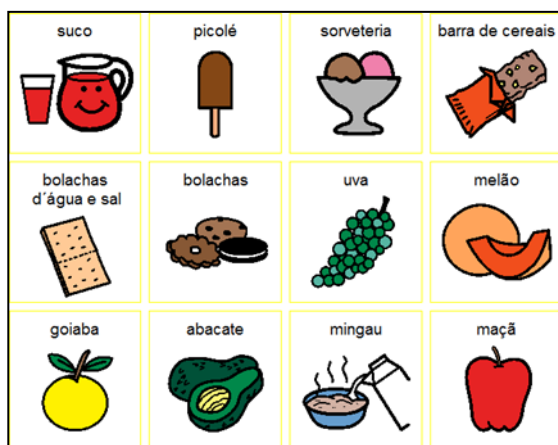 suco
picolé
sorveteria
barra de cereais
bolachas
d´água e sal
bolachas
uva
melão
goiaba
abacate
mingau
maçã